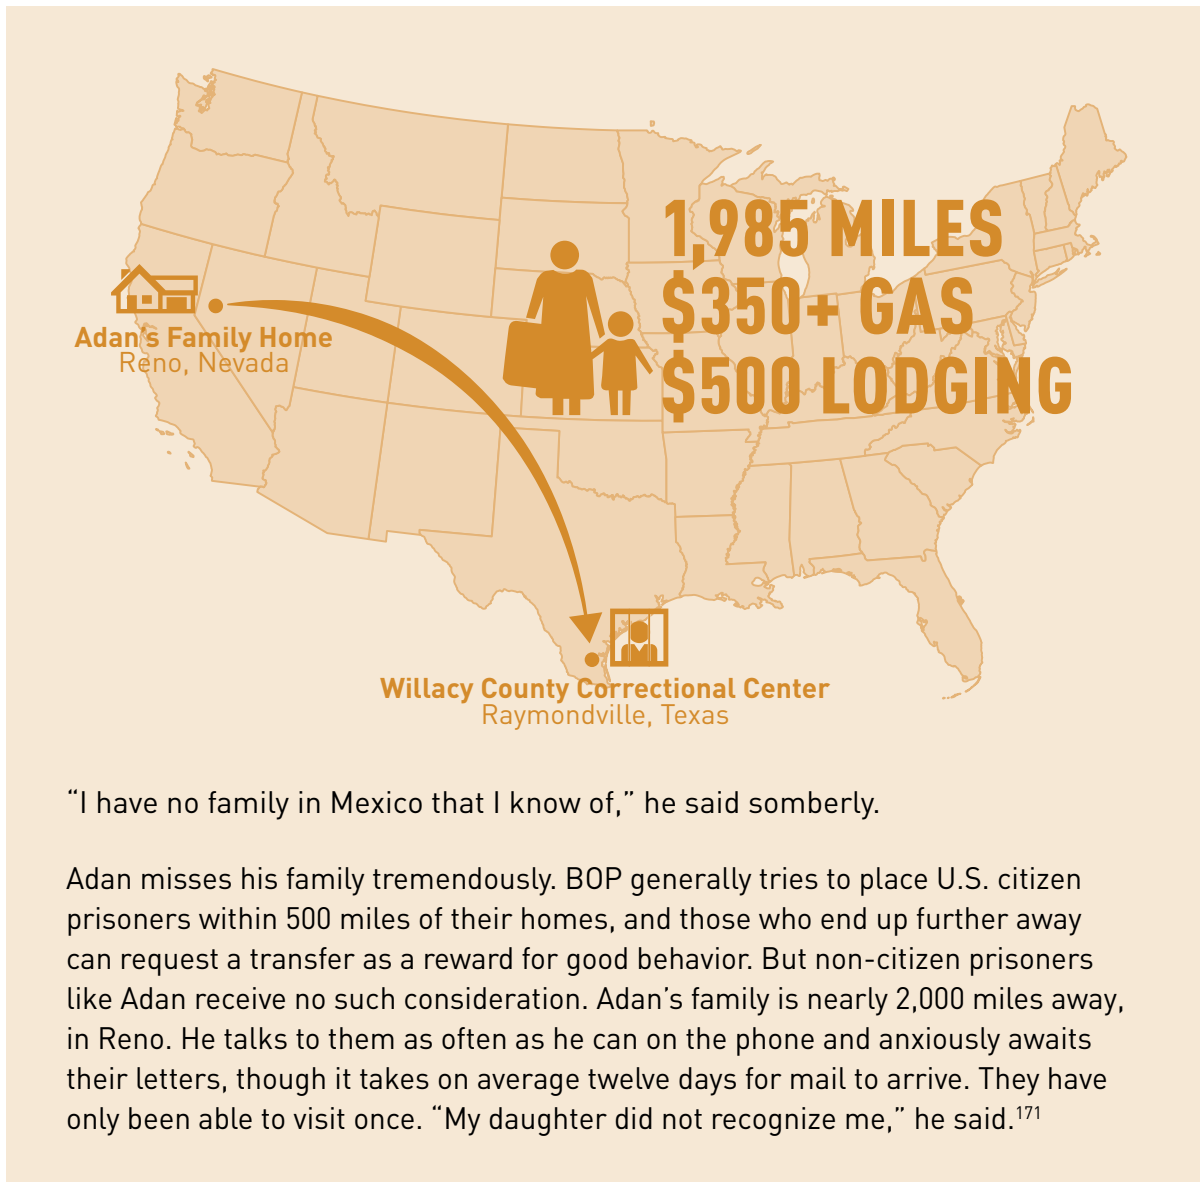 1,985 MILES
$350+ GAS
$500 LODGING
Adan’s Family Home
Reno, Nevada
Willacy County Correctional Center
Raymondville, Texas
“I have no family in Mexico that I know of,” he said somberly.
Adan misses his family tremendously. BOP generally tries to place U.S. citizen
prisoners within 500 miles of their homes, and those who end up further away
can request a transfer as a reward for good behavior. But non-citizen prisoners
like Adan receive no such consideration. Adan’s family is nearly 2,000 miles away,
in Reno. He talks to them as often as he can on the phone and anxiously awaits
their letters, though it takes on average twelve days for mail to arrive. They have
only been able to visit once. “My daughter did not recognize me,” he said.171